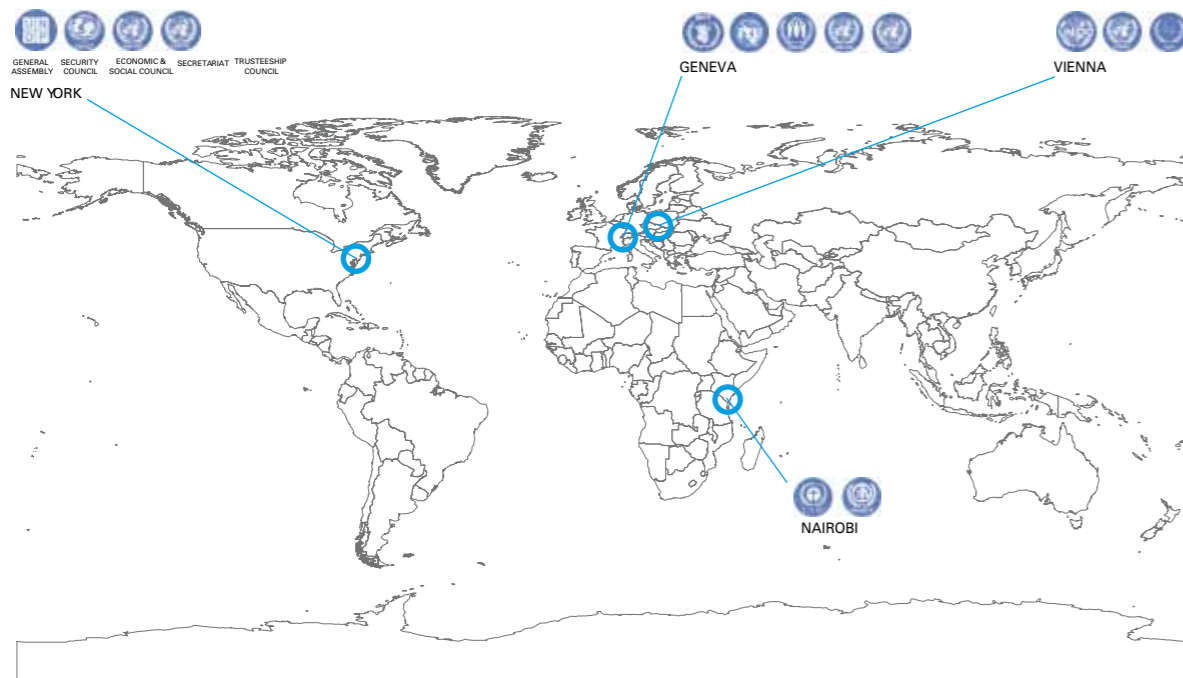 GENERAL
ASSEMBLY
SECURITY
COUNCIL
ECONOMIC &
SOCIAL COUNCIL
SECRETARIAT
TRUSTEESHIP
COUNCIL
NEW YORK
GENEVA
VIENNA
NAIROBI